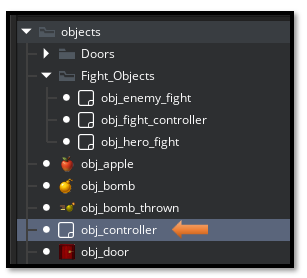 objects
Doors
Fight_Objects
obj_enemy_fight
obj_fight_controller
obj_hero_fight
obj_apple
obj_bomb
obj_bomb_thrown
obj_controller
obj_door